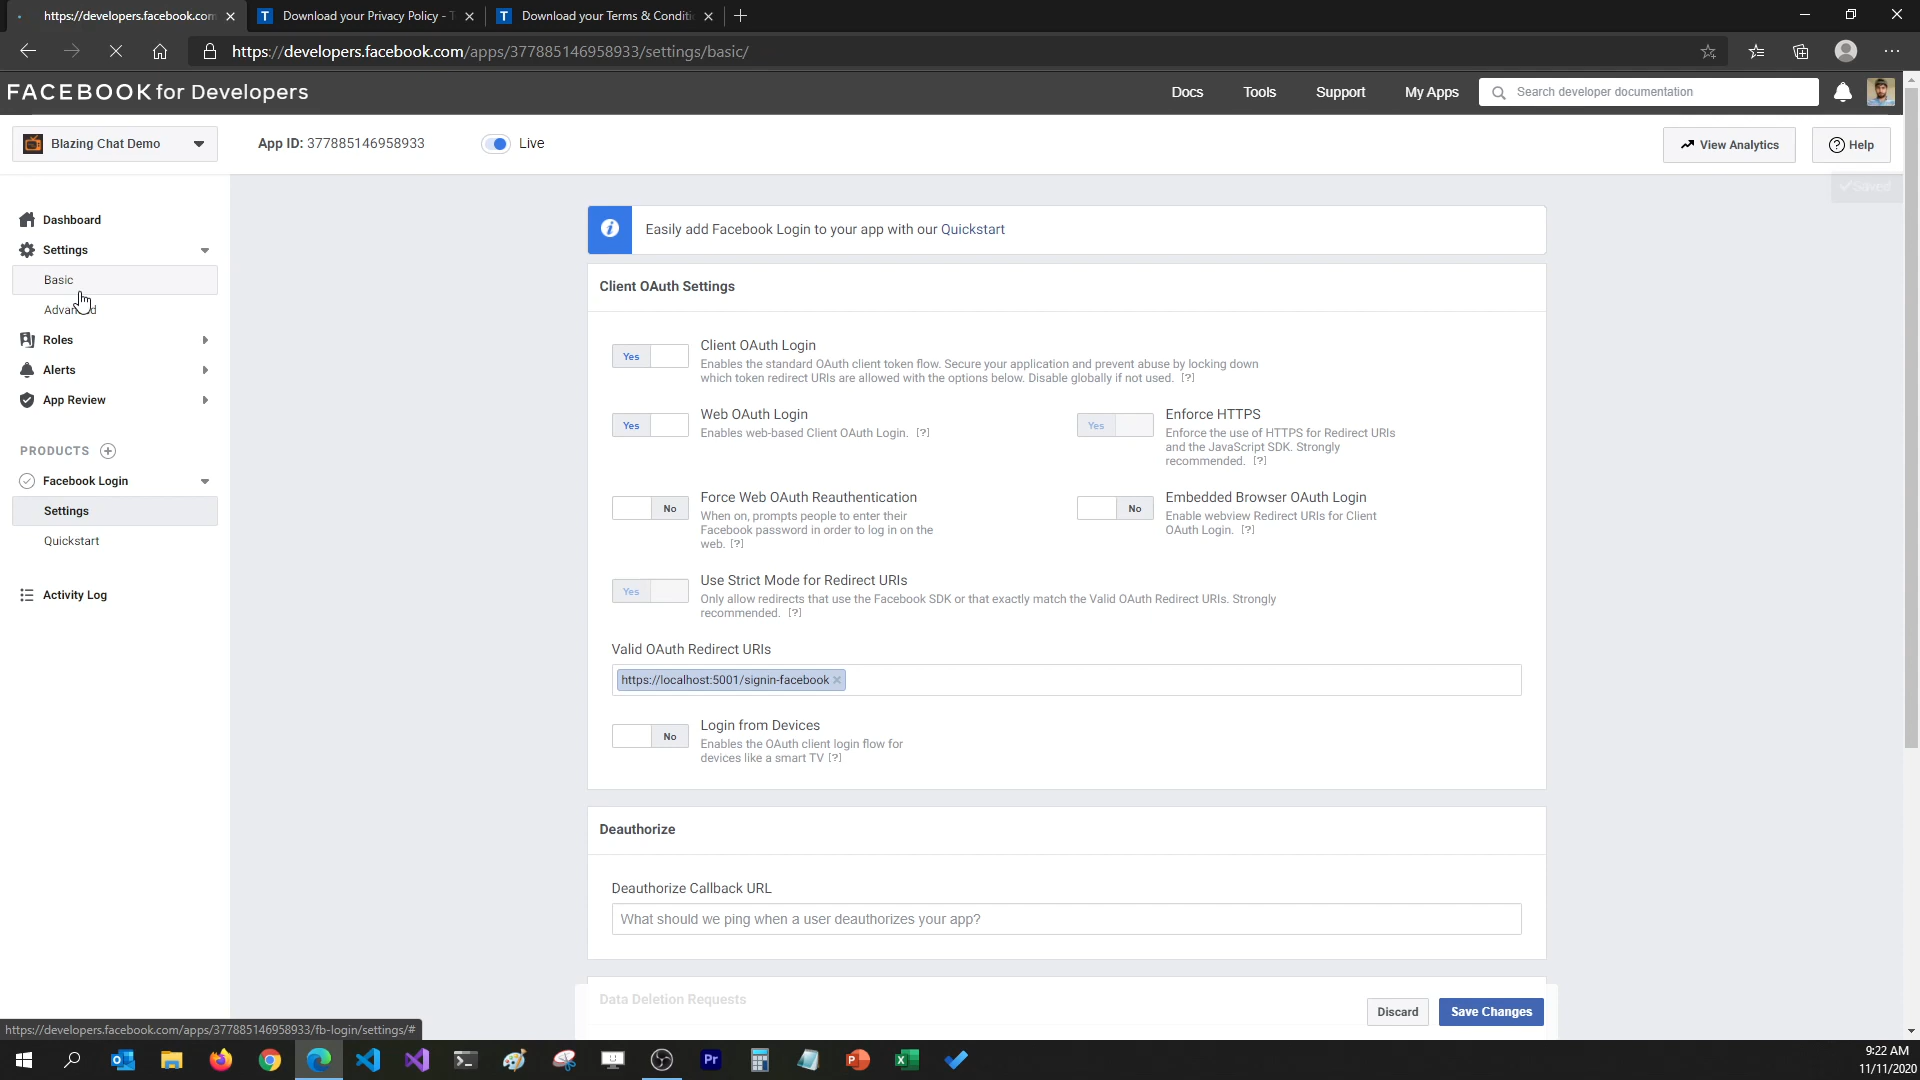 https://developers.facebook.com
Download your Privacy Policy - T
Download your Terms & Conditi
https://developers.facebook.com/apps/377885146958933/settings/basic/
FACEBOOK for Developers
Docs
Tools
Support
My Apps
Search developer documentation
Blazing Chat Demo
App ID: 377885146958933
Live
View Analytics
Help
Saved
Dashboard
Settings
Basic
Advanced
Roles
Alerts
App Review
PRODUCTS
Facebook Login
Settings
Quickstart
Activity Log
Easily add Facebook Login to your app with our Quickstart
Client OAuth Settings
Yes
Client OAuth Login
Enables the standard OAuth client token flow. Secure your application and prevent abuse by locking down
which token redirect URIs are allowed with the options below. Disable globally if not used. [?]
Yes
Web OAuth Login
Enables web-based Client OAuth Login. [?]
Yes
Enforce HTTPS
Enforce the use of HTTPS for Redirect URIs
and the JavaScript SDK. Strongly
recommended. [?]
No
Force Web OAuth Reauthentication
When on, prompts people to enter their
Facebook password in order to log in on the
web. [?]
No
Embedded Browser OAuth Login
Enable webview Redirect URIs for Client
OAuth Login. [?]
Yes
Use Strict Mode for Redirect URIs
Only allow redirects that use the Facebook SDK or that exactly match the Valid OAuth Redirect URIs. Strongly
recommended. [?]
Valid OAuth Redirect URIs
https://localhost:5001/signin-facebook
No
Login from Devices
Enables the OAuth client login flow for
devices like a smart TV [?]
Deauthorize
Deauthorize Callback URL
What should we ping when a user deauthorizes your app?
Data Deletion Requests
Discard
Save Changes
https://developers.facebook.com/apps/377885146958933/fb-login/settings/#
9:22 AM
11/11/2020